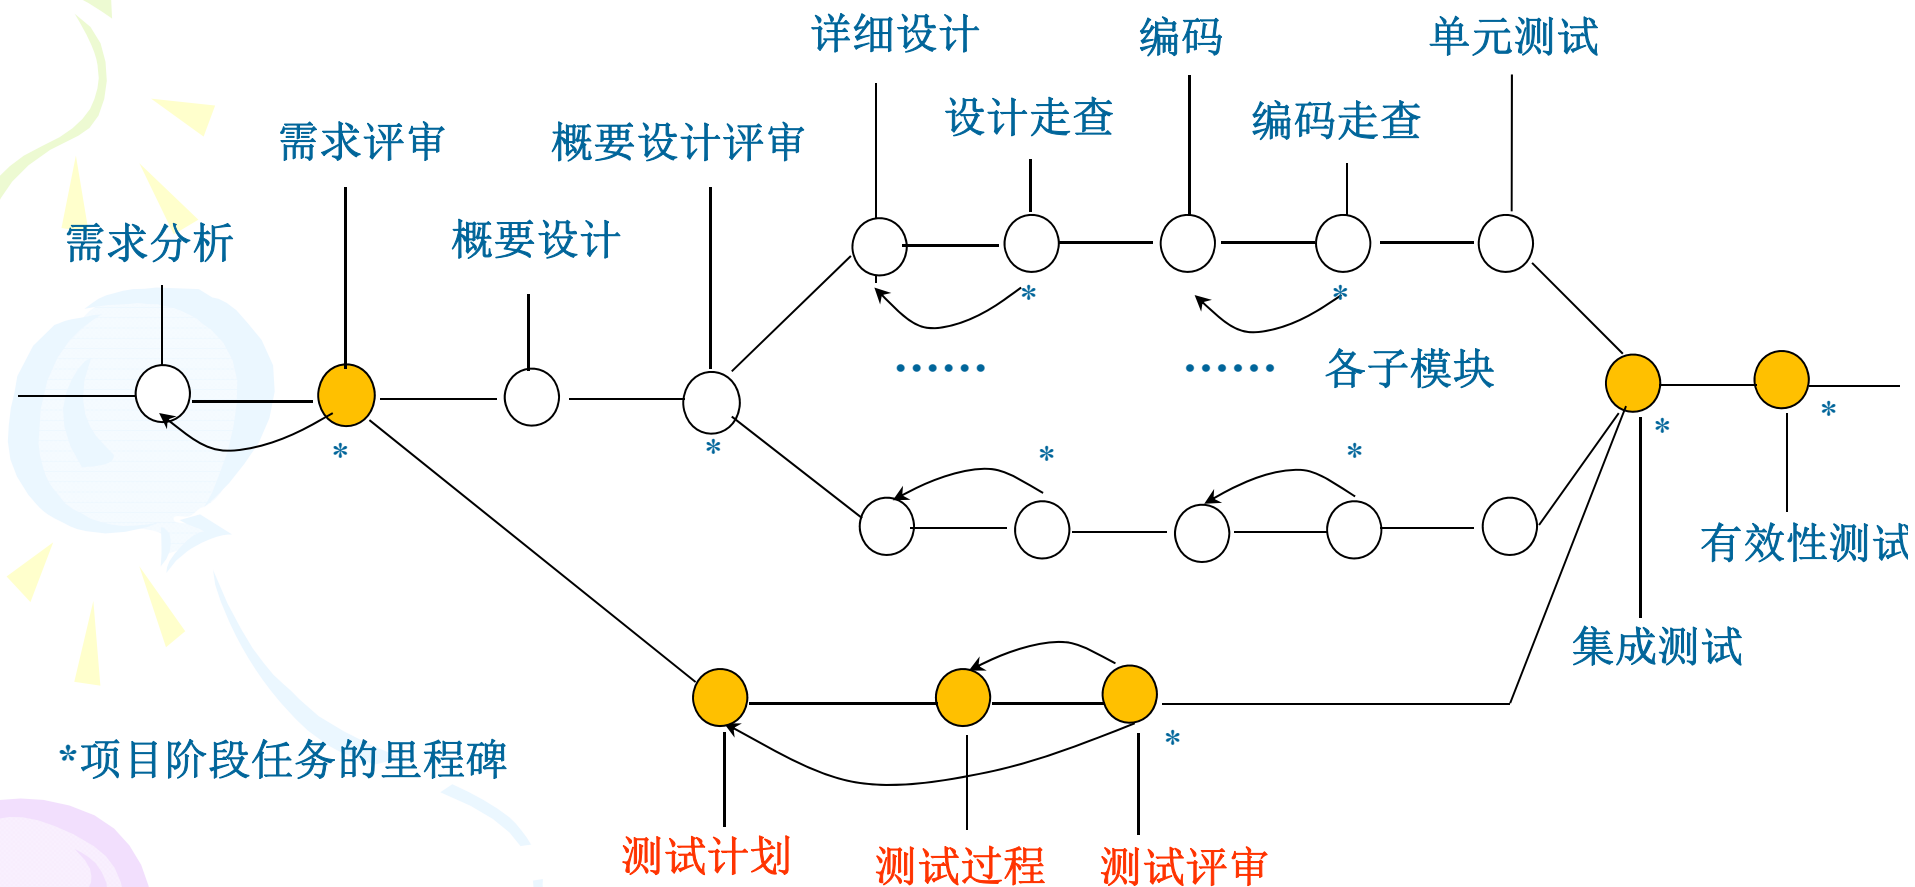 详细设计
编码
单元测试
设计走查
编码走查
需求评审
概要设计评审
需求分析
概要设计
*
*
…… …… 各子模块
*
*
*
*
*
*
*
有效性测试
集成测试
*
*项目阶段任务的里程碑
测试计划
测试过程
测试评审